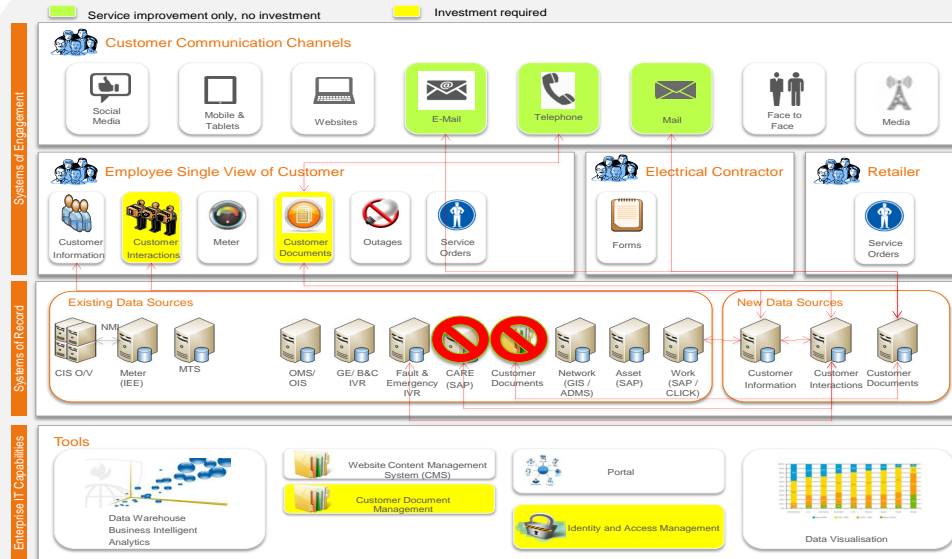 Service improvement only, no investment
Investment required
Systems of Engagement
Customer Communication Channels
Social
Media
Mobile &
Tablets
Websites
E-Mail
Telephone
Mail
Face to
Face
Media
Employee Single View of Customer
Customer
Information
Customer
Interactions
Meter
Customer
Documents
Outages
Service
Orders
Electrical Contractor
Forms
Retailer
Service
Orders
Systems of Record
Existing Data Sources
NMI
CIS O/V
Meter
(IEE)
MTS
OMS/
OIS
GE/ B&C
IVR
Fault &
Emergency
IVR
CARE
(SAP)
Customer
Documents
Network
(GIS /
ADMS)
Asset
(SAP)
Work
(SAP /
CLICK)
New Data Sources
Customer
Information
Customer
Interactions
Customer
Documents
Enterprise IT Capabilities
Tools
Data Warehouse
Business Intelligent
Analytics
Website Content Management
System (CMS)
Customer Document
Management
Portal
Identity and Access Management
Data Visualisation